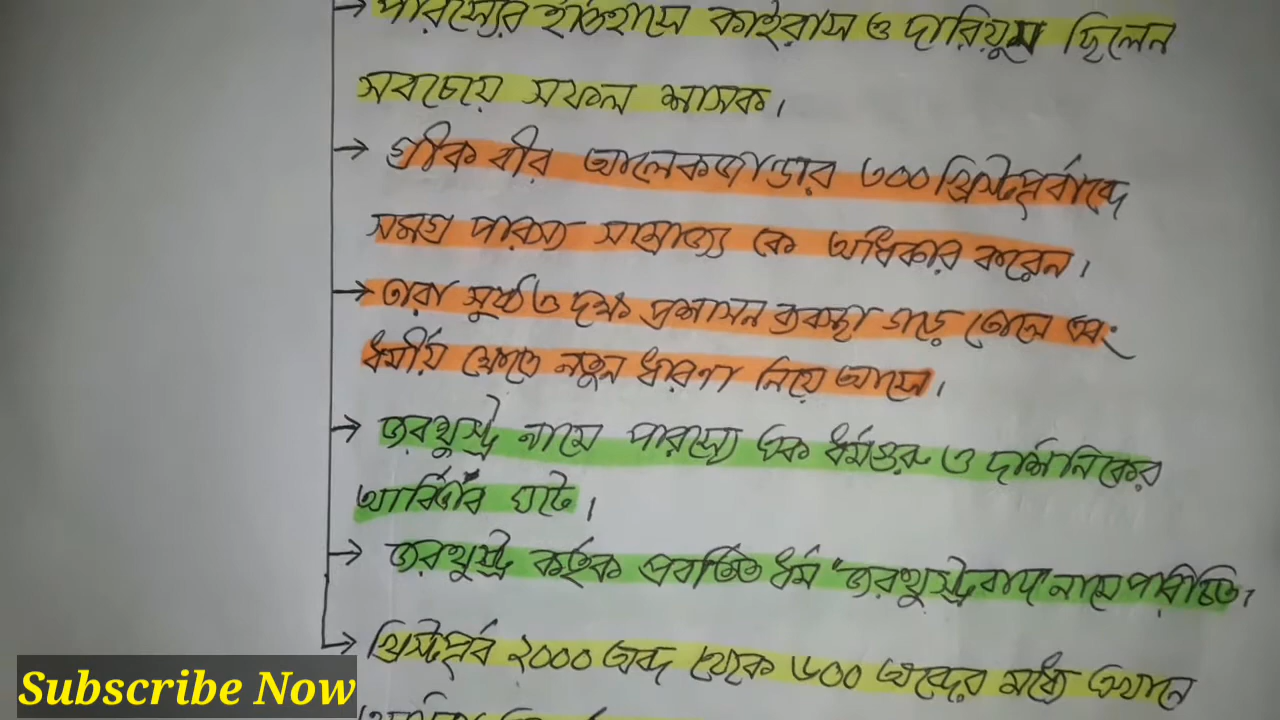 পারস্যের ইতিহাসে কাইরাস ও দারিয়ুস ছিলেন
সবচেয়ে সফল শাসক।
গ্রীক বীর আলেকজান্ডার ৩০০ খ্রিস্টপূর্বাব্দে
সমগ্র পারস্য সাম্রাজ্য কে অধিকার করেন।
তারা সুষ্ঠ ও দক্ষ প্রশাসন ব্যবস্থা গড়ে তোলে এবং
ধর্মীয় ক্ষেত্রে নতুন ধারণা নিয়ে আসে।
জরথুস্ট্র নামে পারস্যে এক ধর্মগুরু ও দার্শনিকের
আবির্ভাব ঘটে।
জরথুস্ট্র কর্তৃক প্রবর্তিত ধর্ম "জরথুস্ট্রবাদ" নামে পরিচিত।
খ্রিস্টপূর্ব ২০০০ অব্দ থেকে ৬০০ অব্দের মধ্যে এখানে
Subscribe Now